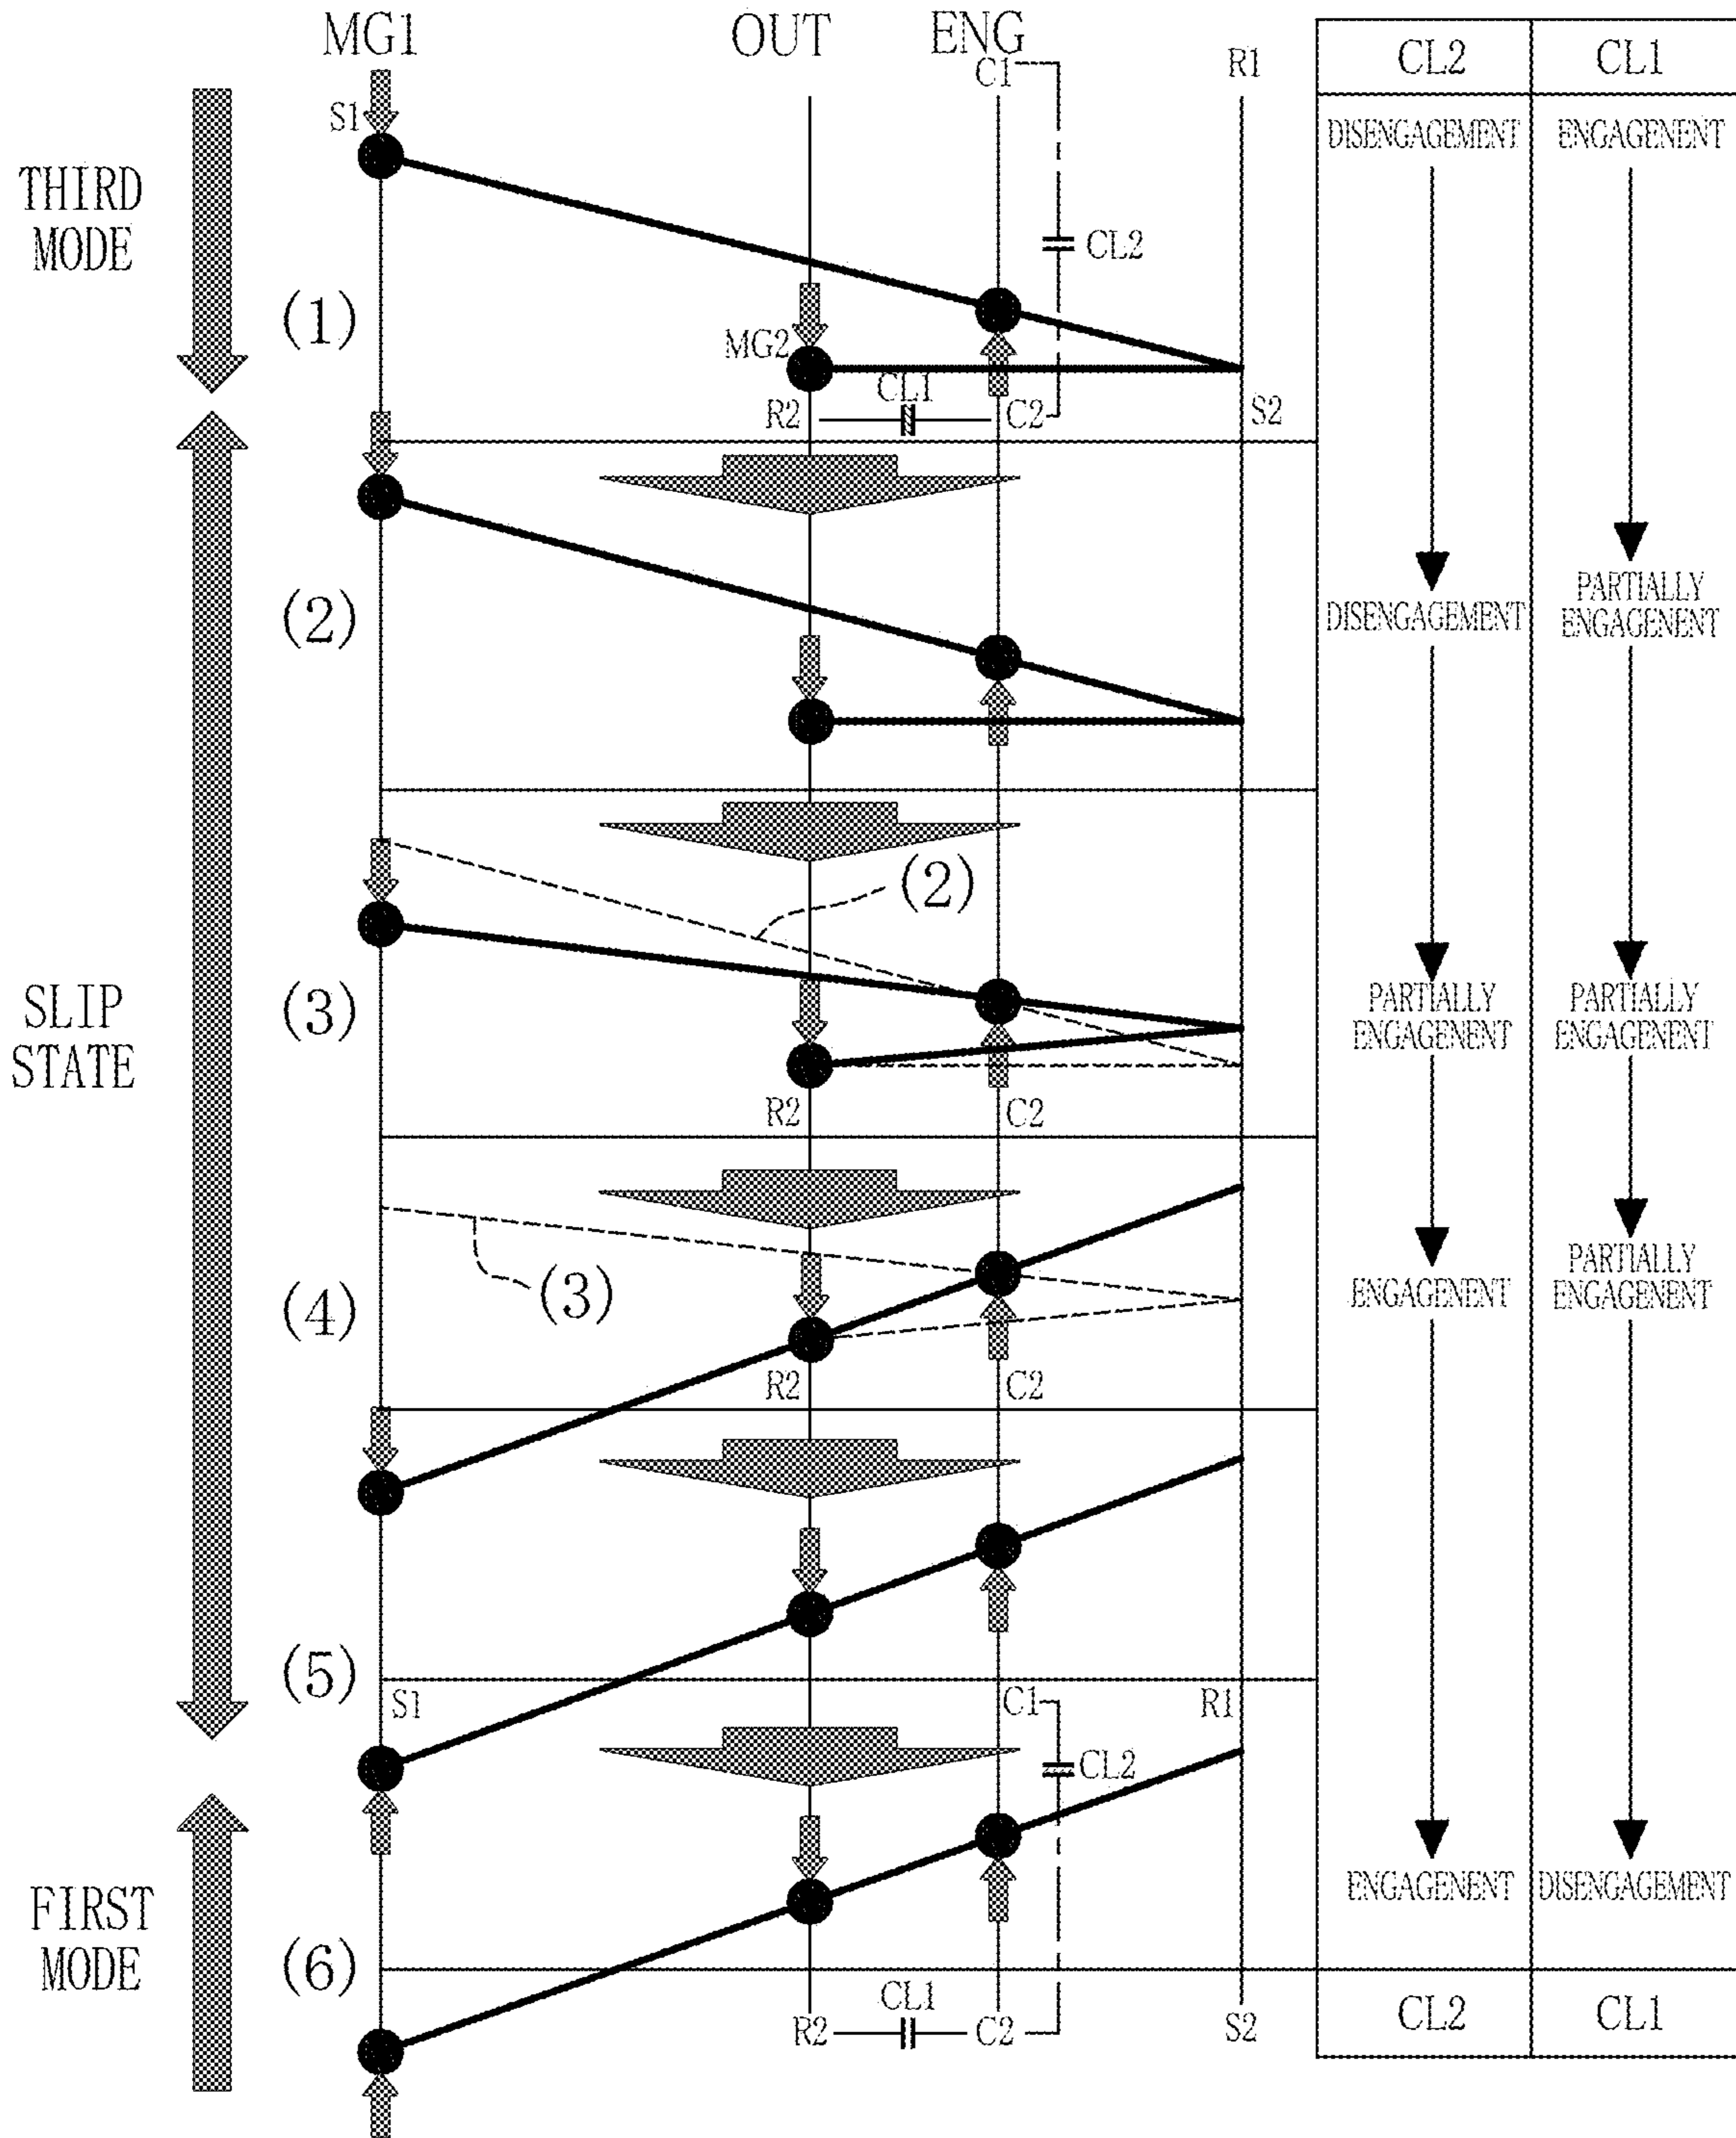 MG1 OUT ENG
C1 R1 CL2 CL1
S1
DISENGAGEMENT ENGAGENENT
THIRD
MODE
CL2
(1)
MG2
CL1
R2 C2 S2
(2)
DISENGAGEMENT
PARTIALLY
ENGAGENENT
(2)
SLIP
STATE
(3)
PARTIALLY
ENGAGENENT
PARTIALLY
ENGAGENENT
R2 C2
(3)
(4)
ENGAGENENT
PARTIALLY
ENGAGENENT
R2 C2
(5)
S1 C1 R1
CL2
FIRST
MODE
ENGAGENENT DISENGAGEMENT
(6)
CL1
R2 C2 S2
CL2 CL1